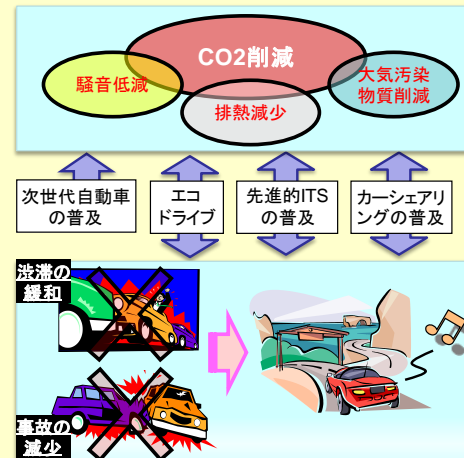 CO2削減
騒音低減
大気汚染
物質削減
排熱減少
次世代自動車
の普及
エコ
ドライブ
先進的ITS
の普及
カーシェアリ
ングの普及
渋滞の
緩和
事故の
減少